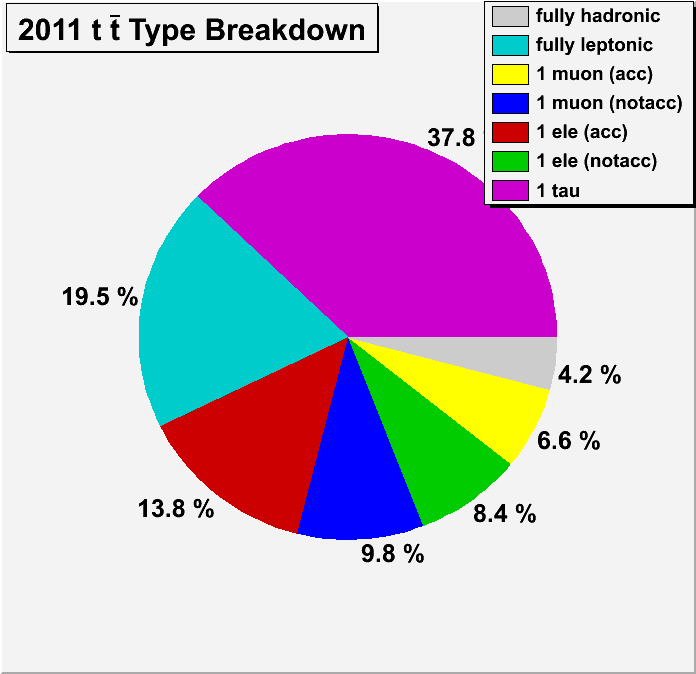 2011 t t̄ Type Breakdown
fully hadronic
fully leptonic
1 muon (acc)
1 muon (notacc)
1 ele (acc)
1 ele (notacc)
1 tau
37.8
19.5 %
4.2 %
6.6 %
13.8 %
8.4 %
9.8 %